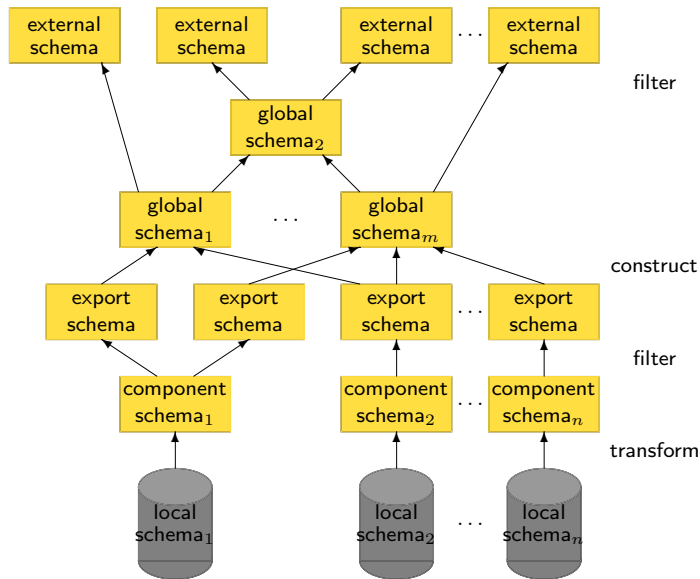 external external external ... external
schema schema schema schema
filter
global
schema₂
global ... global
schema₁ schemaₘ
construct
export export export ... export
schema schema schema schema
filter
component component ... component
schema₁ schema₂ schemaₙ
transform
local local ... local
schema₁ schema₂ schemaₙ